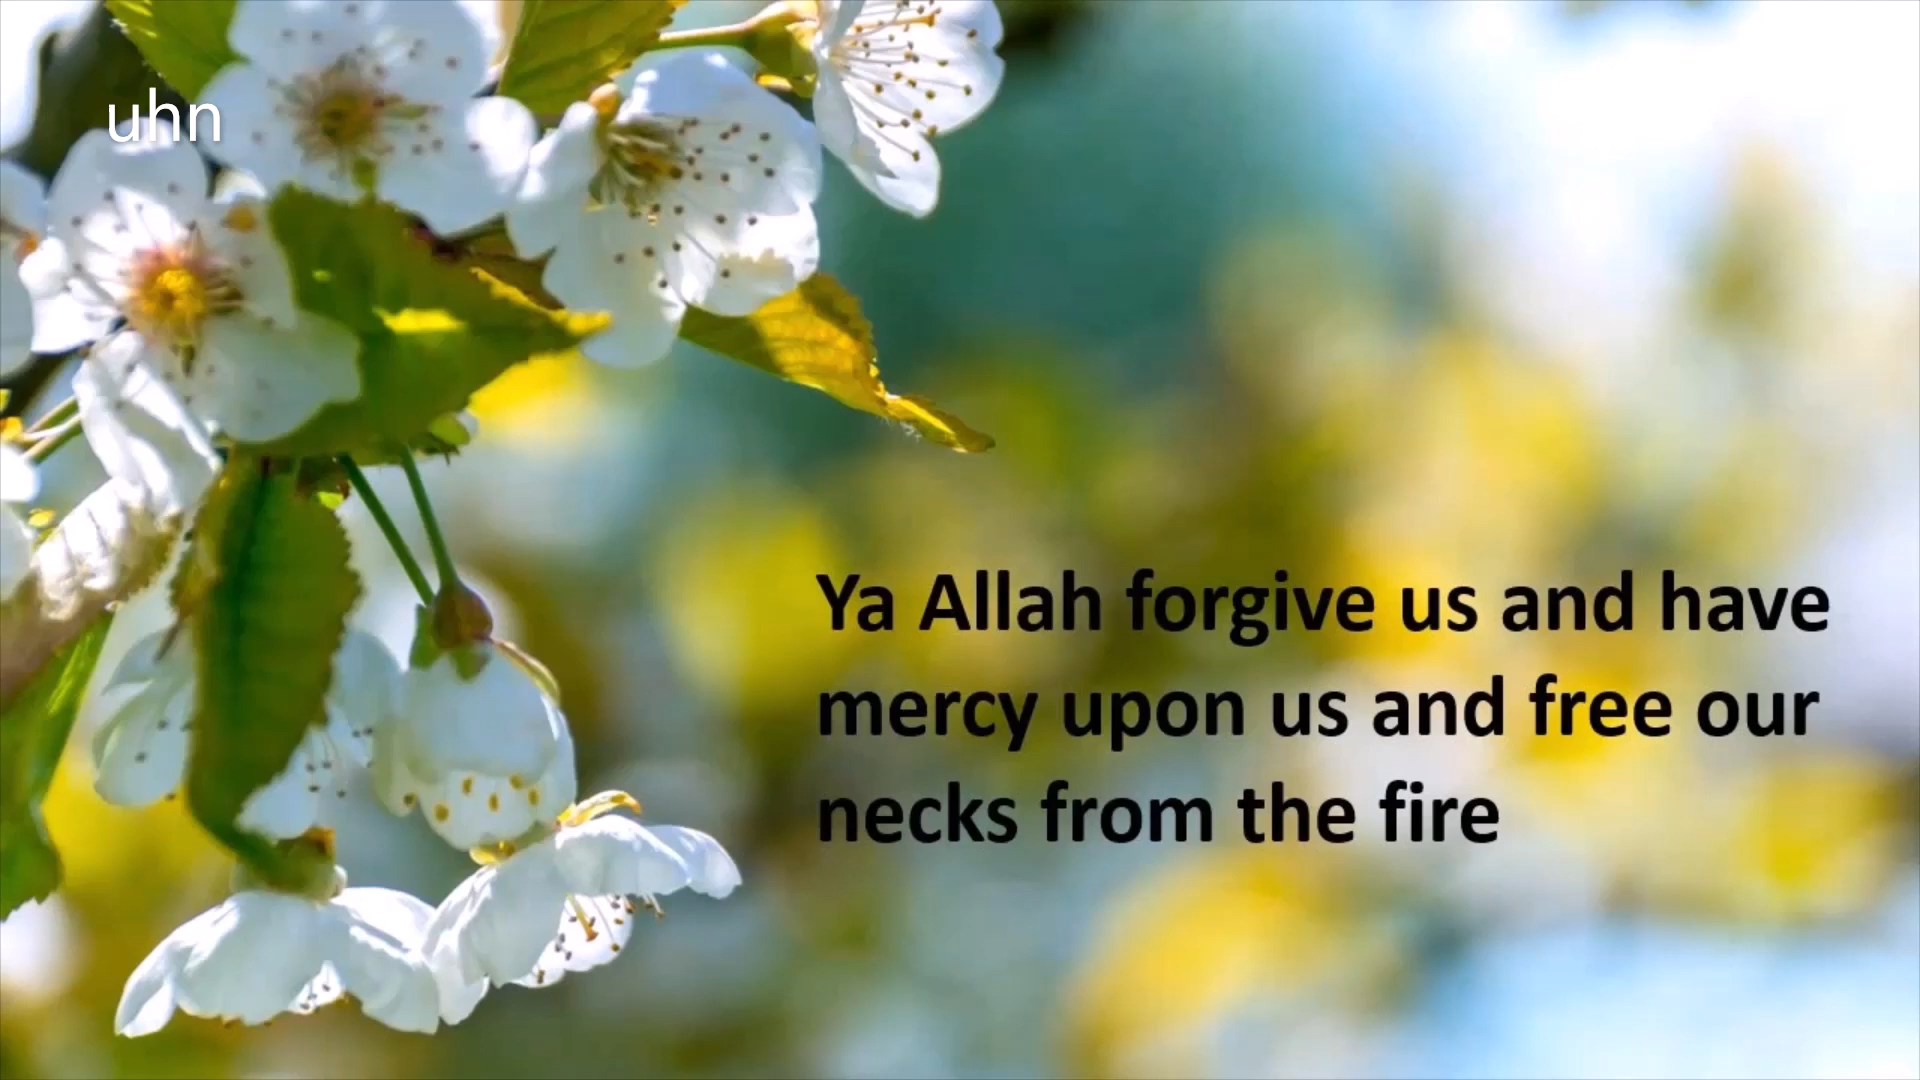 uhn
Ya Allah forgive us and have
mercy upon us and free our
necks from the fire